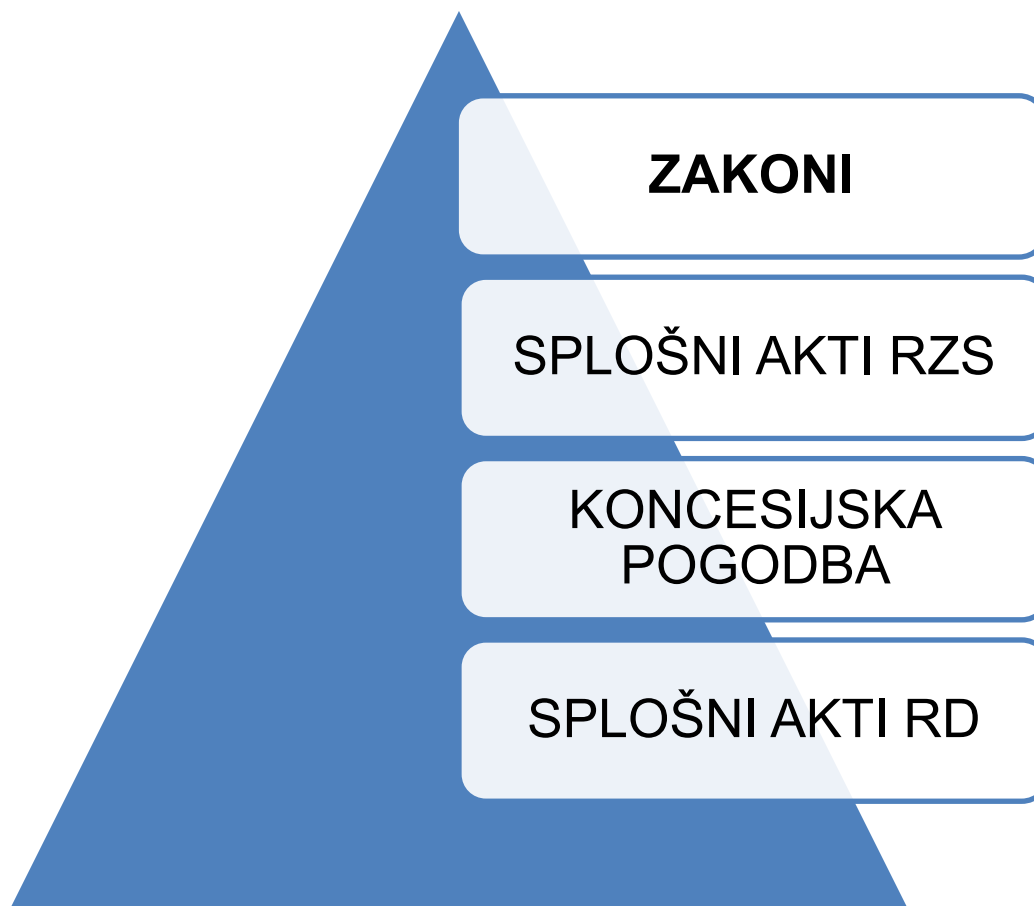 ZAKONI
SPLOŠNI AKTI RZS
KONCESIJSKA
POGODBA
SPLOŠNI AKTI RD